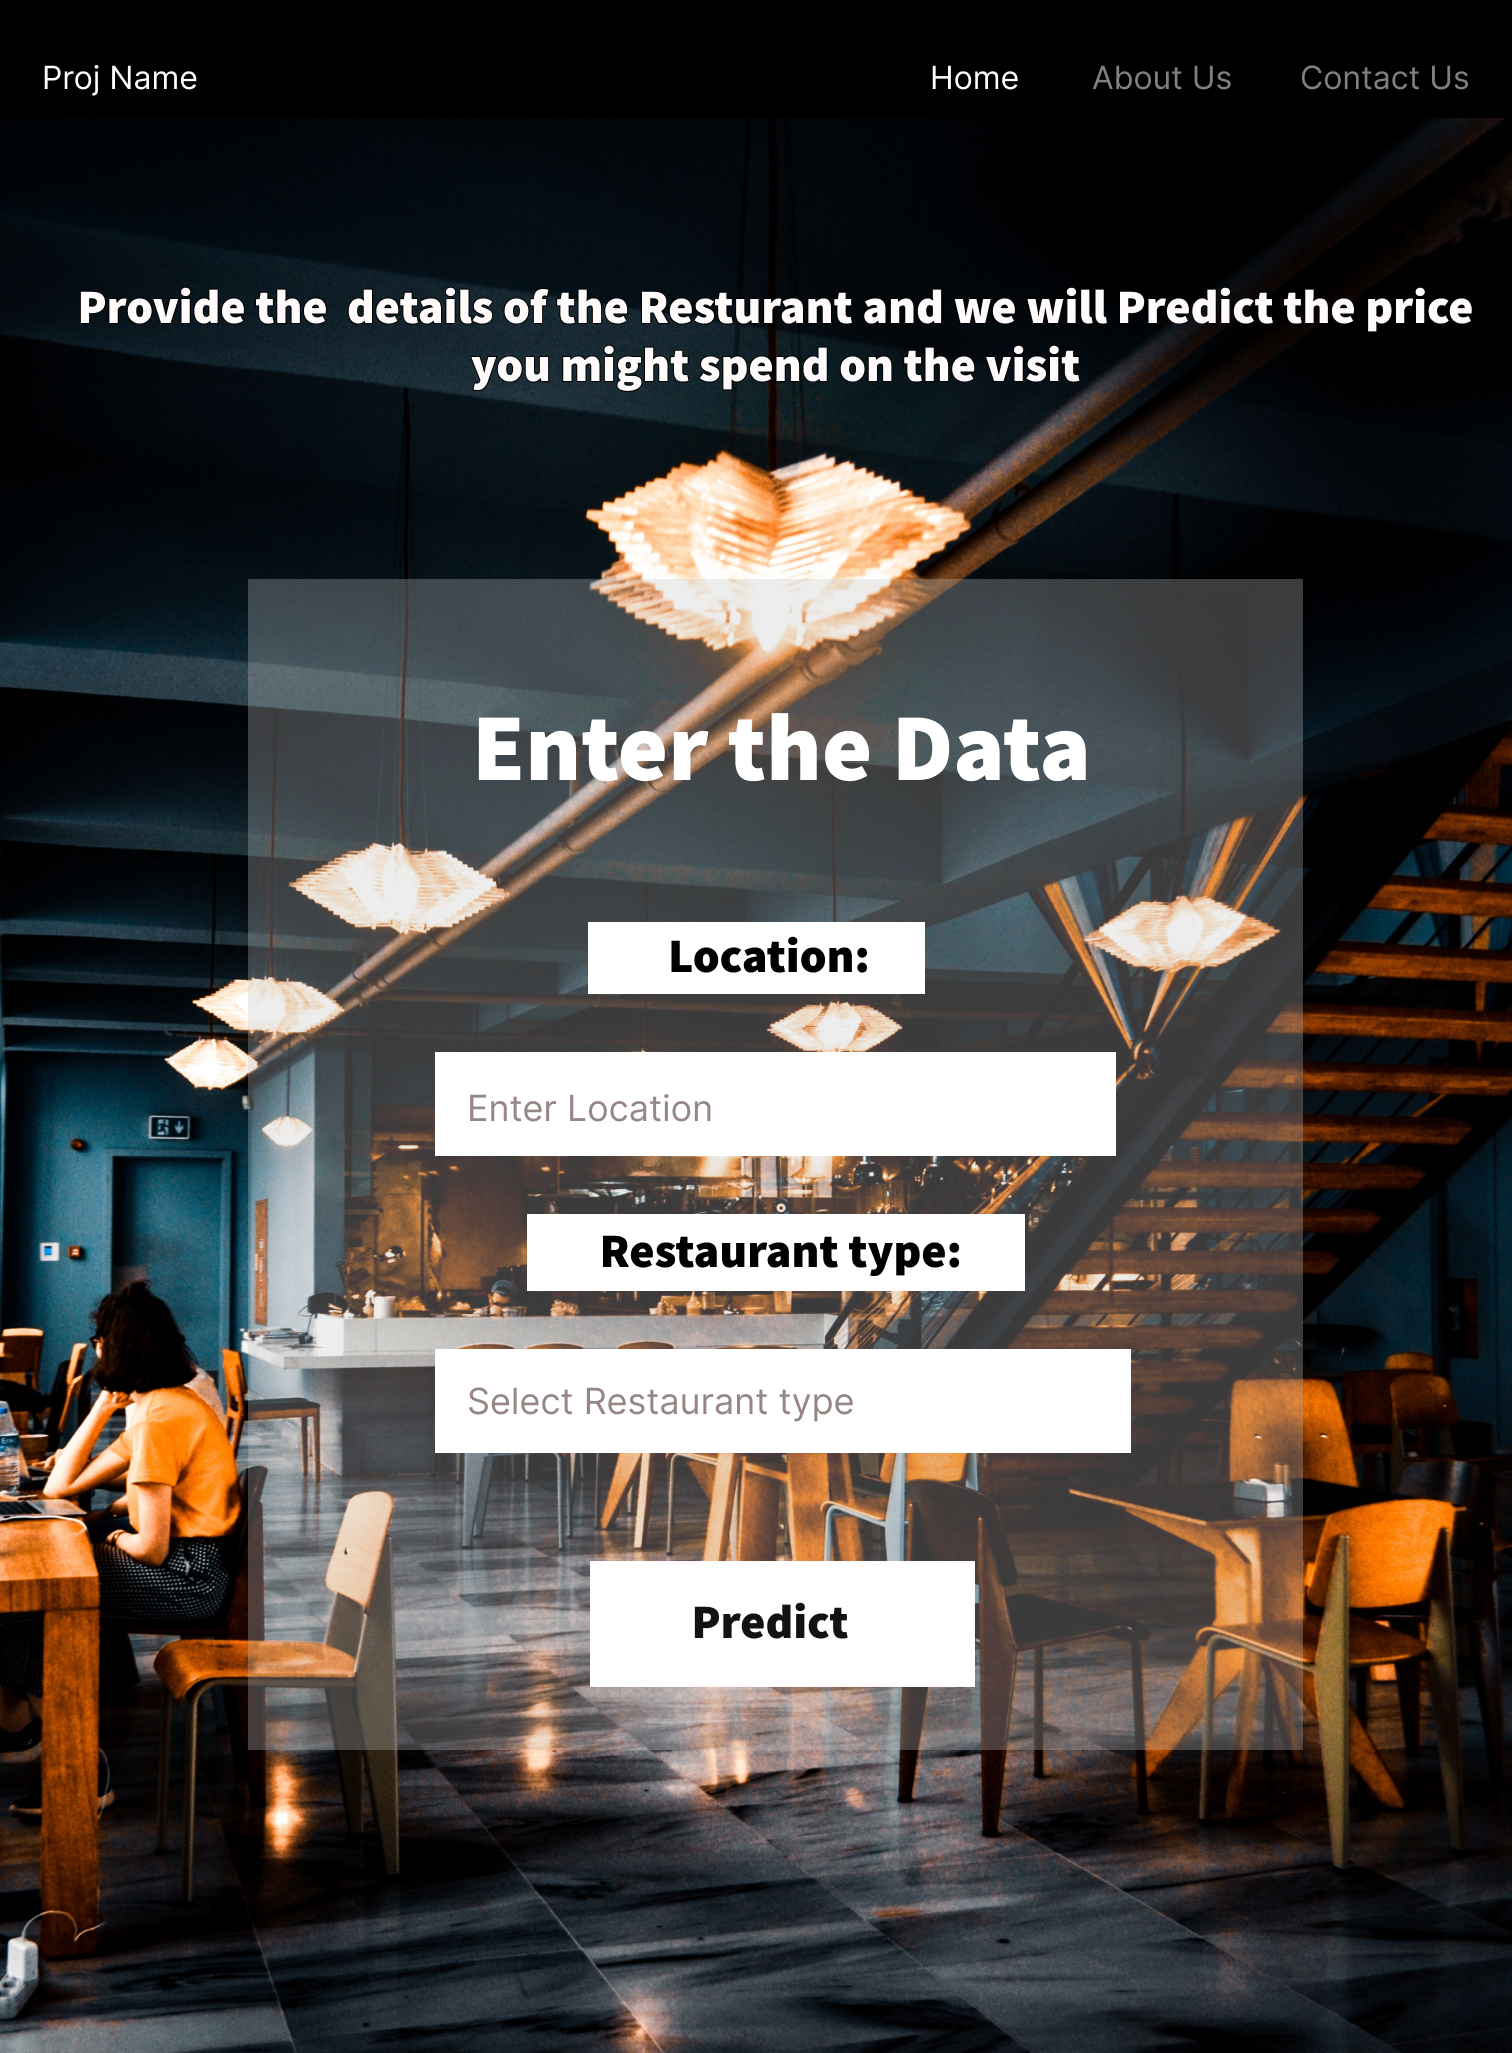 Proj Name
Home
About Us
Contact Us
Provide the  details of the Resturant and we will Predict the price
you might spend on the visit
Enter the Data
Location:
Enter Location
Restaurant type:
Select Restaurant type
Predict